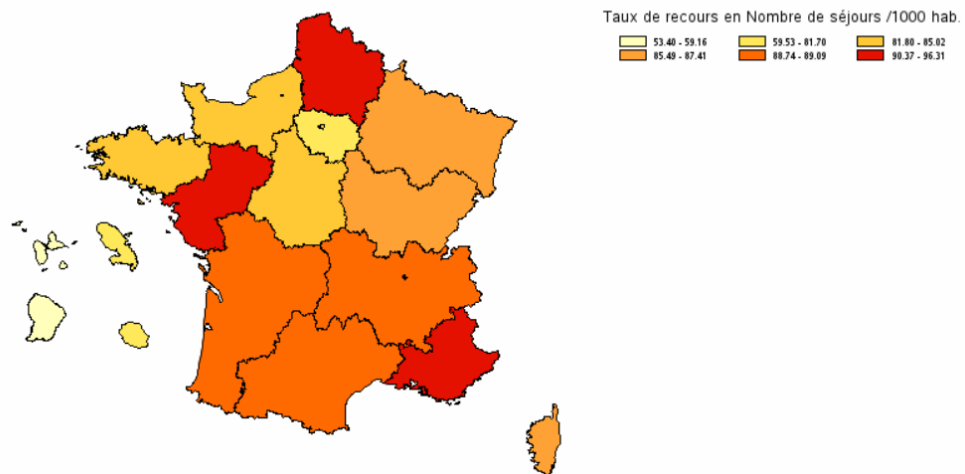 Taux de recours en Nombre de séjours /1000 hab.
53.40 - 59.16 59.53 - 81.70 81.80 - 85.02
85.49 - 87.41 88.74 - 89.09 90.37 - 96.31